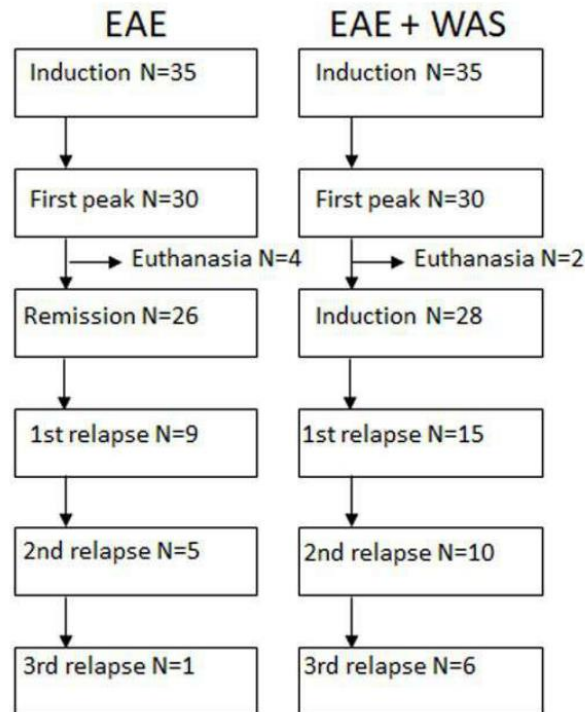 EAE
Induction N=35
First peak N=30
Euthanasia N=4
Remission N=26
1st relapse N=9
2nd relapse N=5
3rd relapse N=1
EAE + WAS
Induction N=35
First peak N=30
Euthanasia N=2
Induction N=28
1st relapse N=15
2nd relapse N=10
3rd relapse N=6